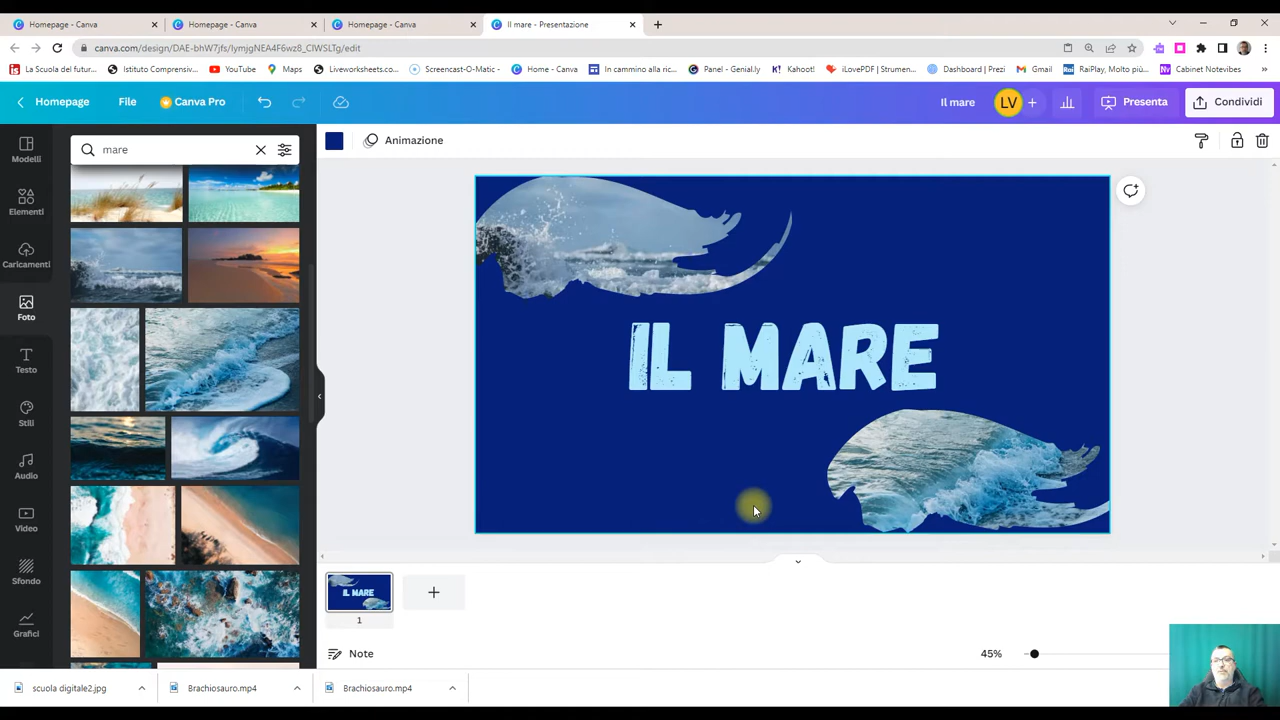 Homepage - Canva
Homepage - Canva
Homepage - Canva
Il mare - Presentazione
canva.com/design/DAE-bhW7jfs/lymjgNEA4F6wz8_CIWSLTg/edit
La Scuola del futur...
Istituto Comprensiv...
YouTube
Maps
Liveworksheets.co...
Screencast-O-Matic -
Home - Canva
In cammino alla ric...
Panel - Genial.ly
Kahoot!
iLovePDF | Strumen...
Dashboard | Prezi
Gmail
RaiPlay, Molto più...
Cabinet Notevibes
Homepage
File
Canva Pro
Il mare
LV
Presenta
Condividi
Modelli
mare
Animazione
Elementi
Caricamenti
Foto
Testo
Stili
Audio
Video
Sfondo
Grafici
IL MARE
IL MARE
1
Note
45%
scuola digitale2.jpg
Brachiosauro.mp4
Brachiosauro.mp4